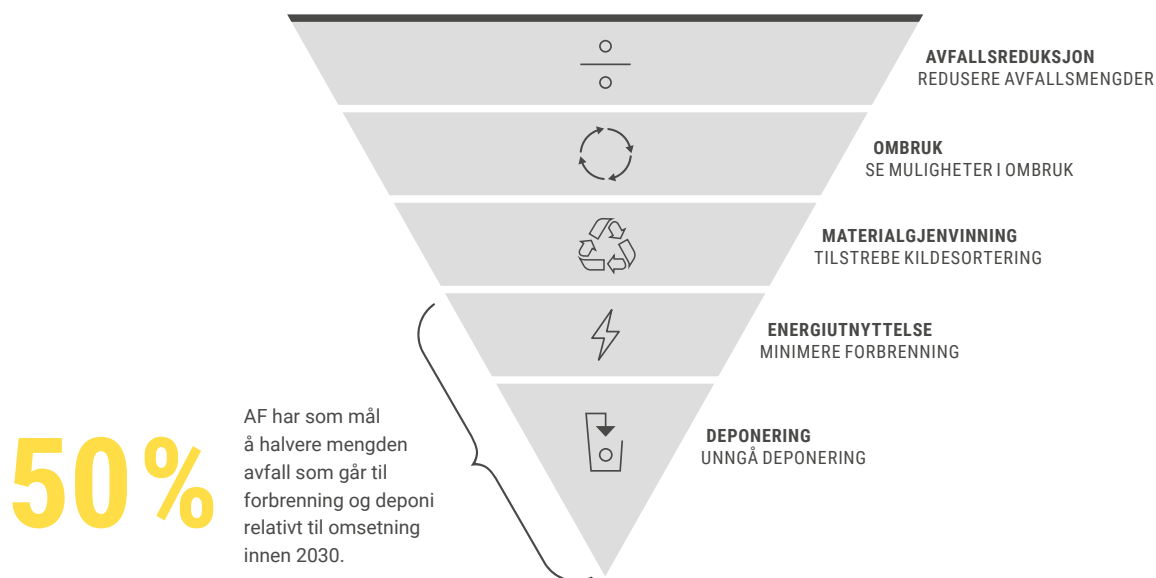 AVFALLSREDUKSJON
REDUSERE AVFALLSMENGDER
OMBRUK
SE MULIGHETER I OMBRUK
MATERIALGJENVINNING
TILSTREBE KILDESORTERING
ENERGIUTNYTTELSE
MINIMERE FORBRENNING
DEPONERING
UNNGÅ DEPONERING
50%
AF har som mål
å halvere mengden
avfall som går til
forbrenning og deponi
relativt til omsetning
innen 2030.